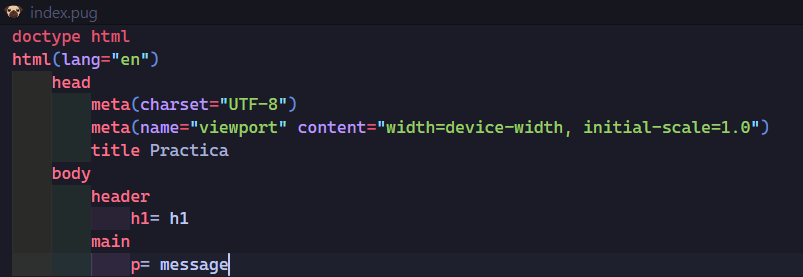 index.pug
doctype html
html(lang="en")
    head
        meta(charset="UTF-8")
        meta(name="viewport" content="width=device-width, initial-scale=1.0")
        title Practica
    body
        header
            h1= h1
        main
            p= message